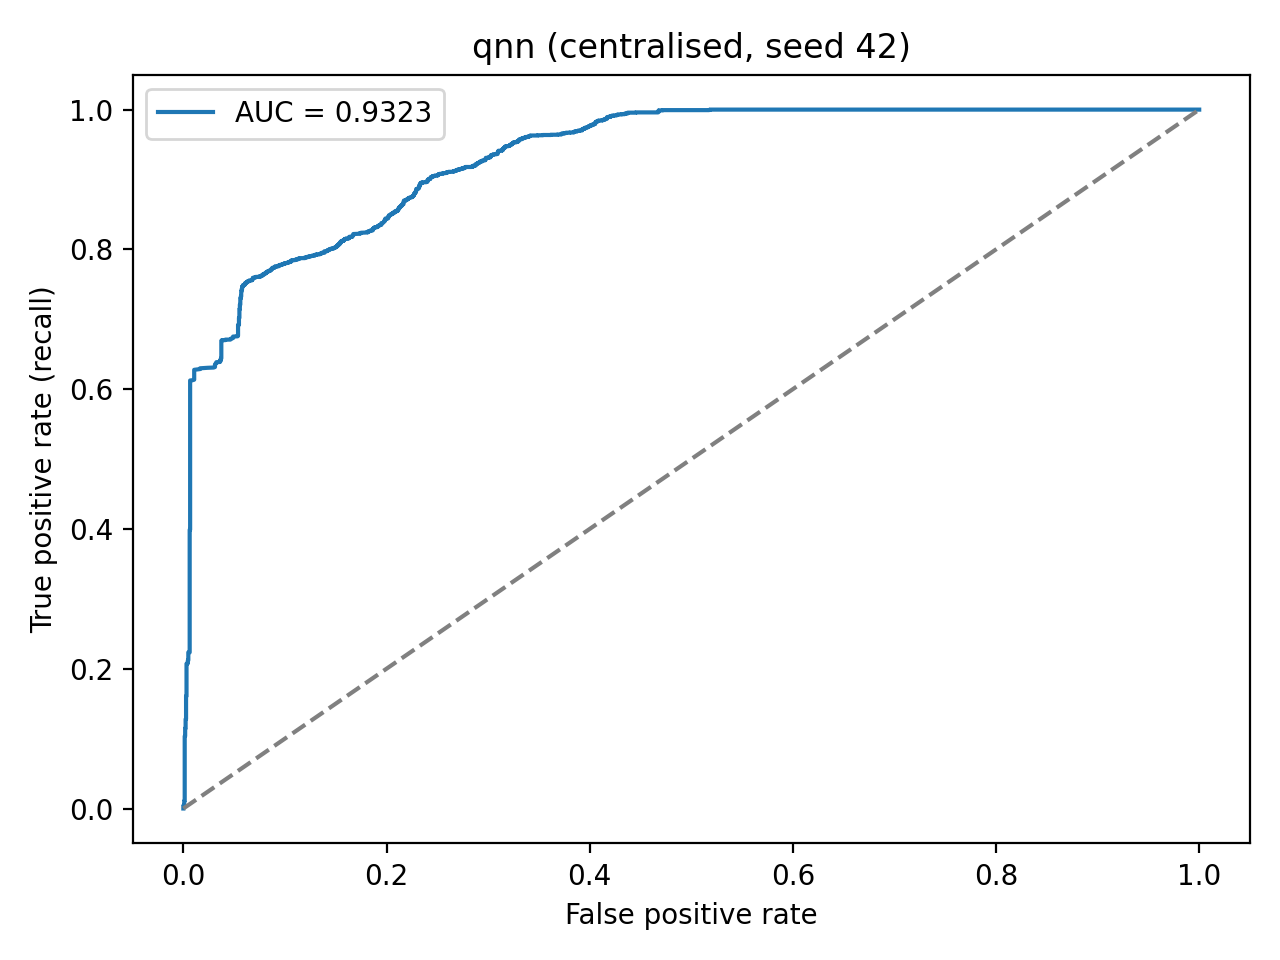 qnn (centralised, seed 42)
AUC = 0.9323
1.0
0.8
0.6
0.4
0.2
0.0
True positive rate (recall)
0.0 0.2 0.4 0.6 0.8 1.0
False positive rate